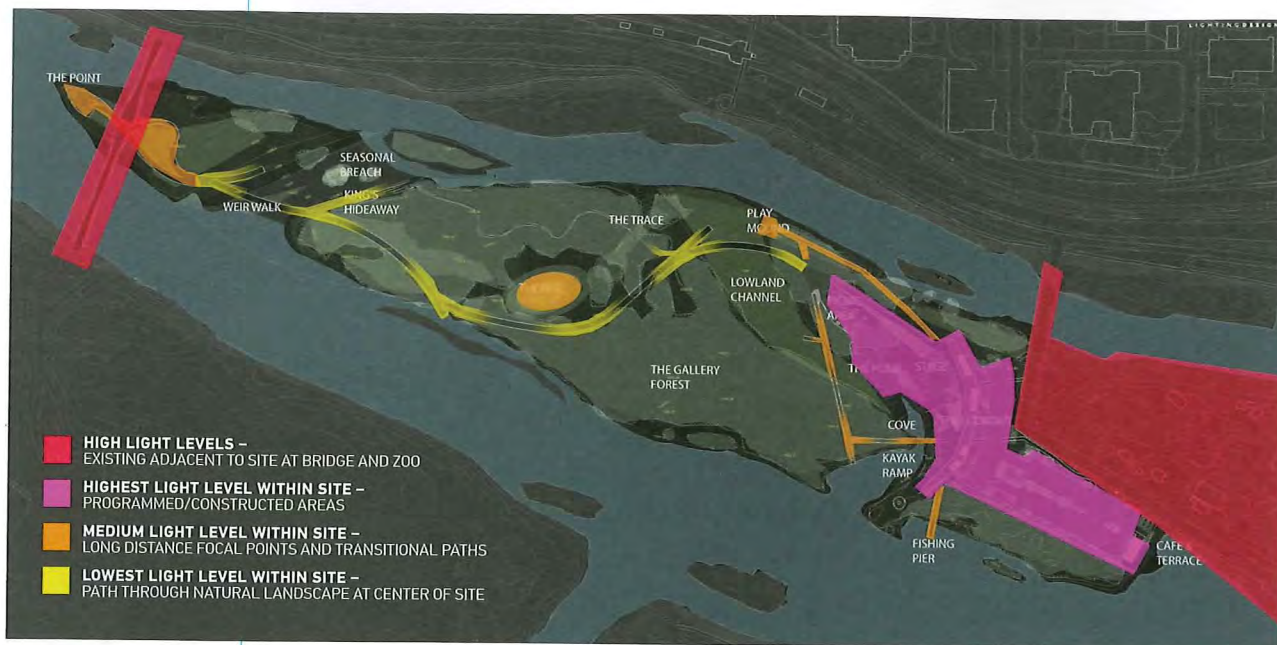 LIGHTING DESIGN
THE POINT
SEASONAL
BREACH
KING'S
HIDEAWAY
WEIR WALK
THE TRACE
PLAY
MOUND
LOWLAND
CHANNEL
STAGE
THE GALLERY
FOREST
COVE
KAYAK
RAMP
FISHING
PIER
CAFE
TERRACE
HIGH LIGHT LEVELS –
EXISTING ADJACENT TO SITE AT BRIDGE AND ZOO
HIGHEST LIGHT LEVEL WITHIN SITE –
PROGRAMMED/CONSTRUCTED AREAS
MEDIUM LIGHT LEVEL WITHIN SITE –
LONG DISTANCE FOCAL POINTS AND TRANSITIONAL PATHS
LOWEST LIGHT LEVEL WITHIN SITE –
PATH THROUGH NATURAL LANDSCAPE AT CENTER OF SITE